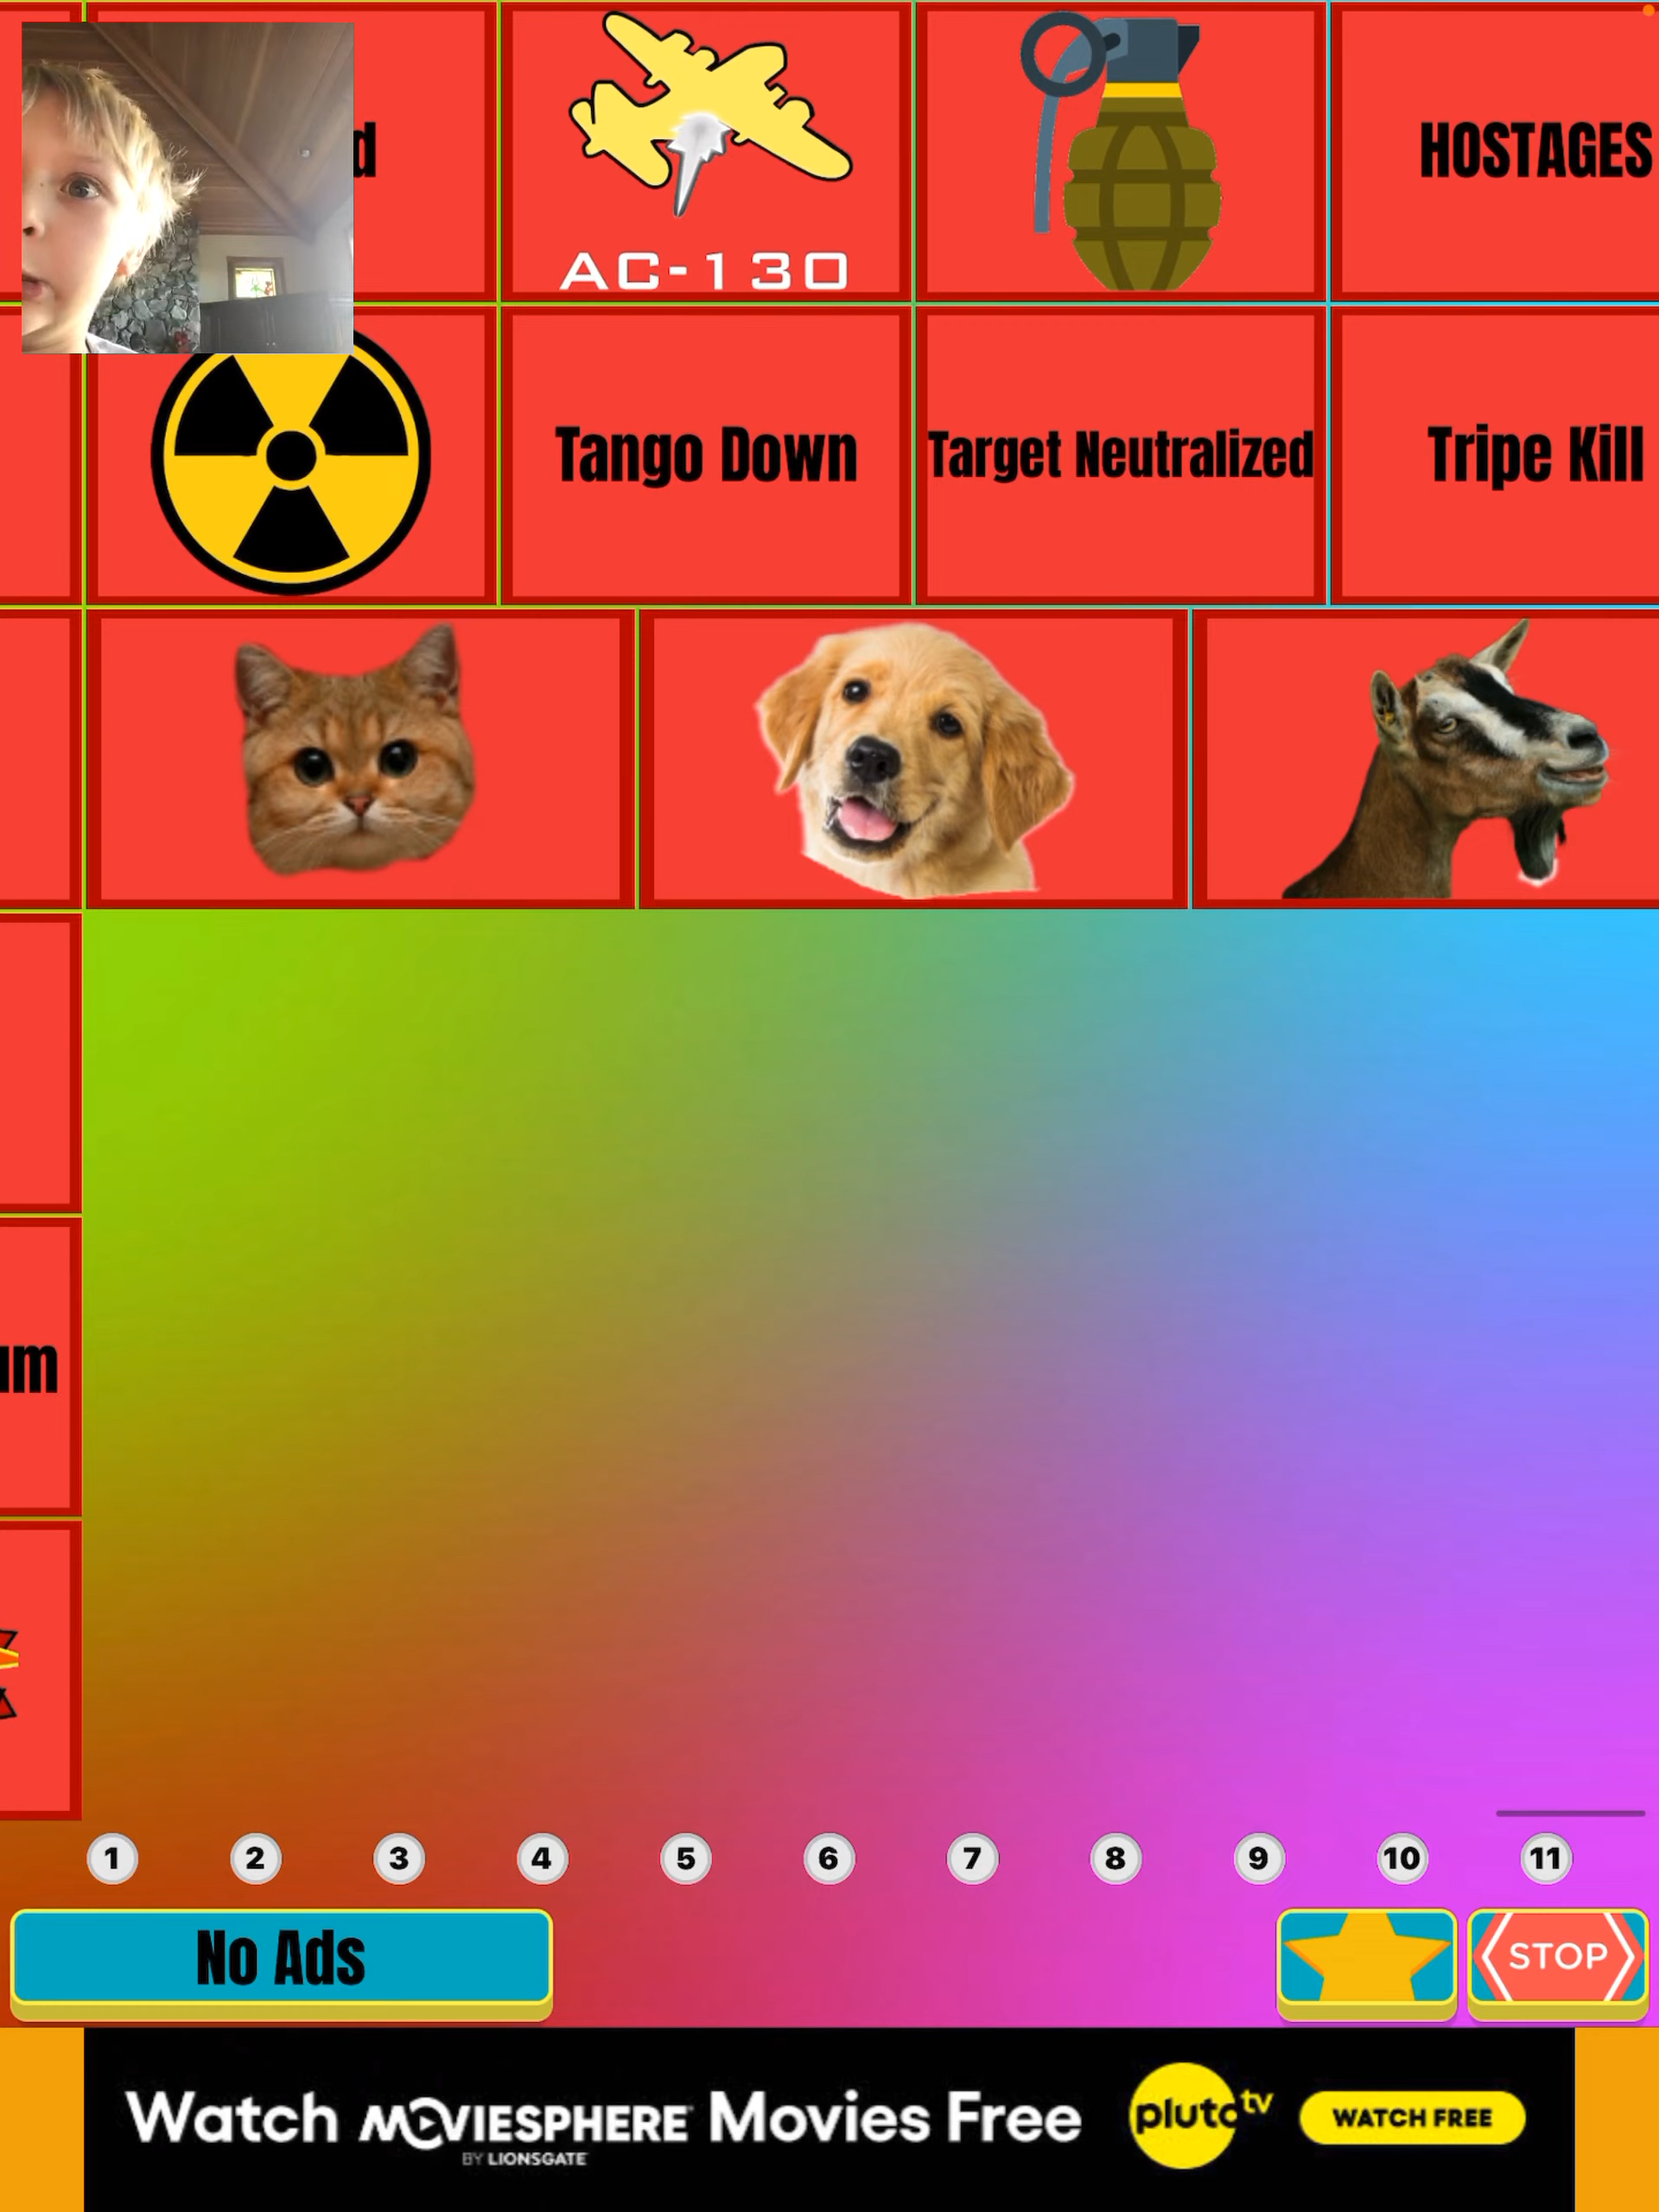 d
AC-130
HOSTAGES
Tango Down
Target Neutralized
Tripe Kill
um
1 2 3 4 5 6 7 8 9 10 11
No Ads
STOP
Watch MOVIESPHERE Movies Free
BY LIONSGATE
pluto tv
WATCH FREE